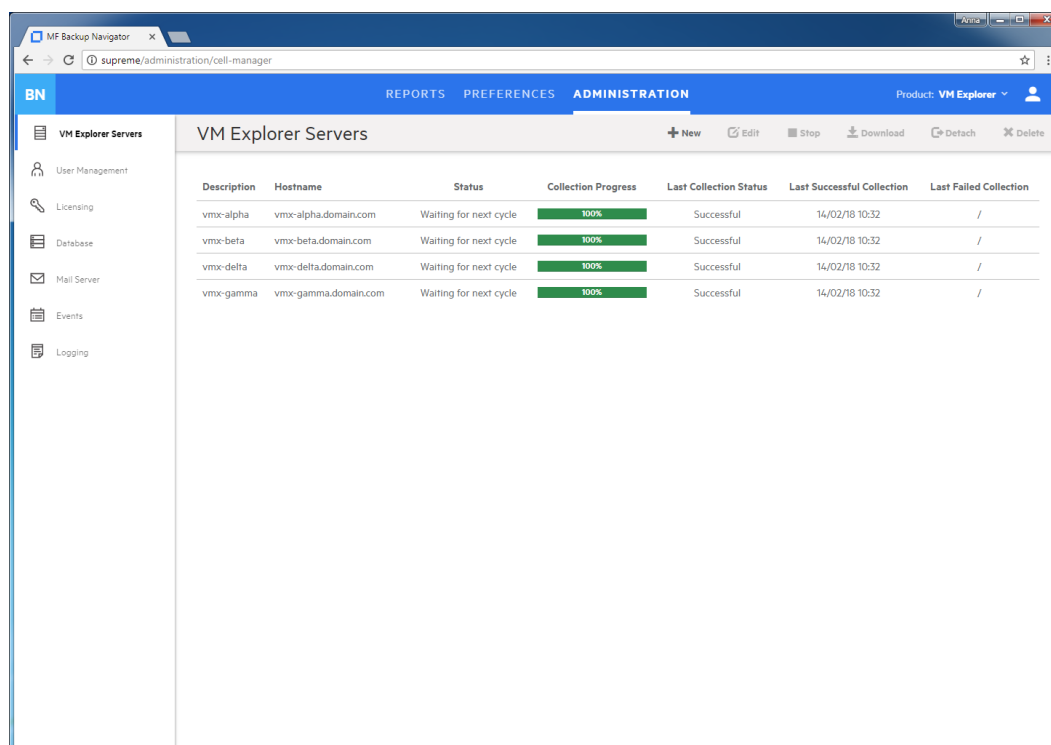 Anna
MF Backup Navigator
supreme/administration/cell-manager
BN REPORTS PREFERENCES ADMINISTRATION Product: VM Explorer
VM Explorer Servers
User Management
Licensing
Database
Mail Server
Events
Logging
VM Explorer Servers New Edit Stop Download Detach Delete
Description Hostname Status Collection Progress Last Collection Status Last Successful Collection Last Failed Collection
vmx-alpha vmx-alpha.domain.com Waiting for next cycle 100% Successful 14/02/18 10:32 /
vmx-beta vmx-beta.domain.com Waiting for next cycle 100% Successful 14/02/18 10:32 /
vmx-delta vmx-delta.domain.com Waiting for next cycle 100% Successful 14/02/18 10:32 /
vmx-gamma vmx-gamma.domain.com Waiting for next cycle 100% Successful 14/02/18 10:32 /